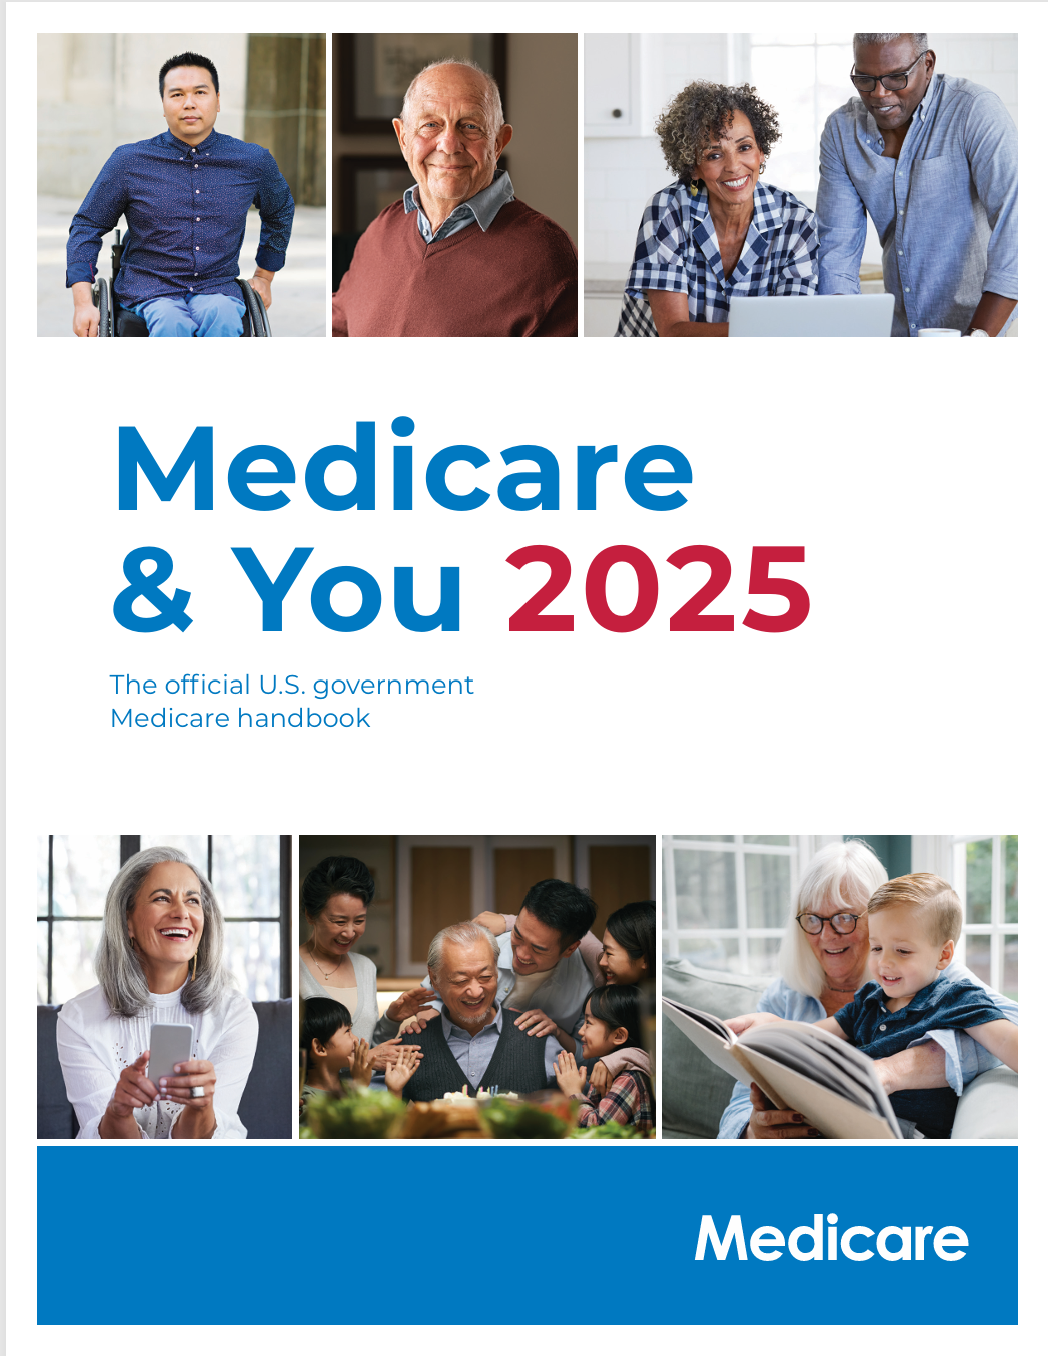 Medicare
& You 2025
The official U.S. government
Medicare handbook
Medicare